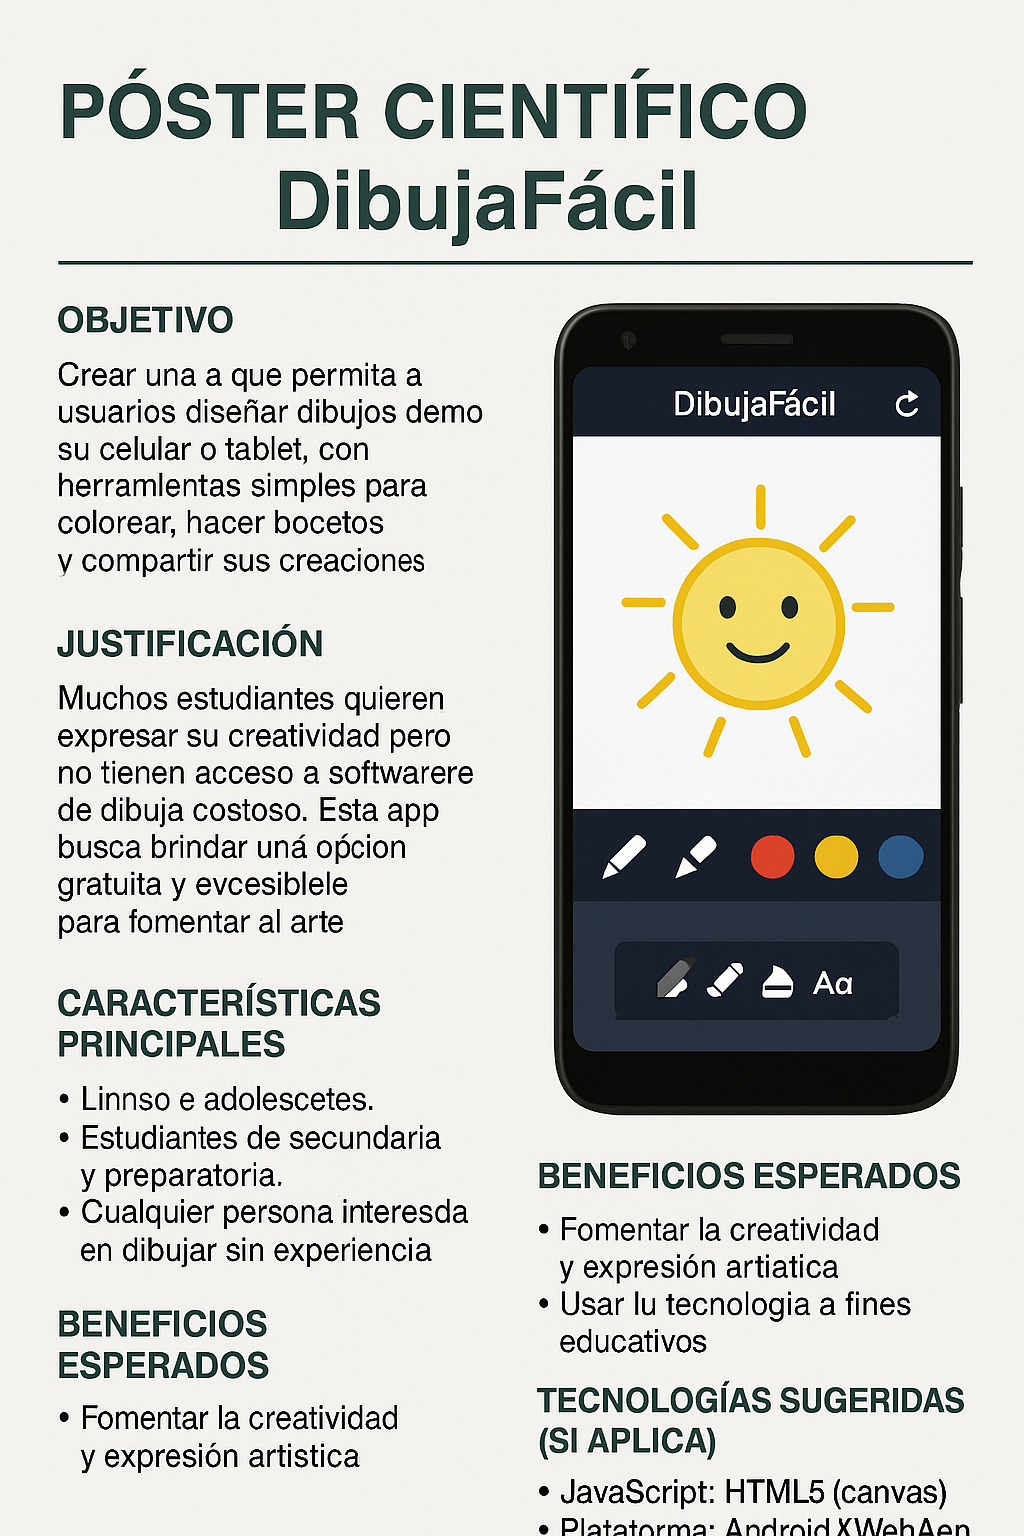 PÓSTER CIENTÍFICO
DibujaFácil
OBJETIVO
Crear una a que permita a
usuarios diseñar dibujos demo
su celular o tablet, con
herramlentas simples para
colorear, hacer bocetos
y compartir sus creaciones
JUSTIFICACIÓN
Muchos estudiantes quieren
expresar su creatividad pero
no tienen acceso a softwarere
de dibuja costoso. Esta app
busca brindar uná općion
gratuita y evcesiblele
para fomentar al arte
CARACTERÍSTICAS
PRINCIPALES
• Linnso e adolescetes.
• Estudiantes de secundaria
y preparatoria.
• Cualquier persona interesda
en dibujar sin experiencia
BENEFICIOS
ESPERADOS
• Fomentar la creatividad
y expresión artistica
DibujaFácil
Aa
BENEFICIOS ESPERADOS
• Fomentar la creatividad
y expresión artiatica
• Usar lu tecnologia a fines
educativos
TECNOLOGÍAS SUGERIDAS
(SI APLICA)
• JavaScript: HTML5 (canvas)
• Platatorma: Android XWebAen